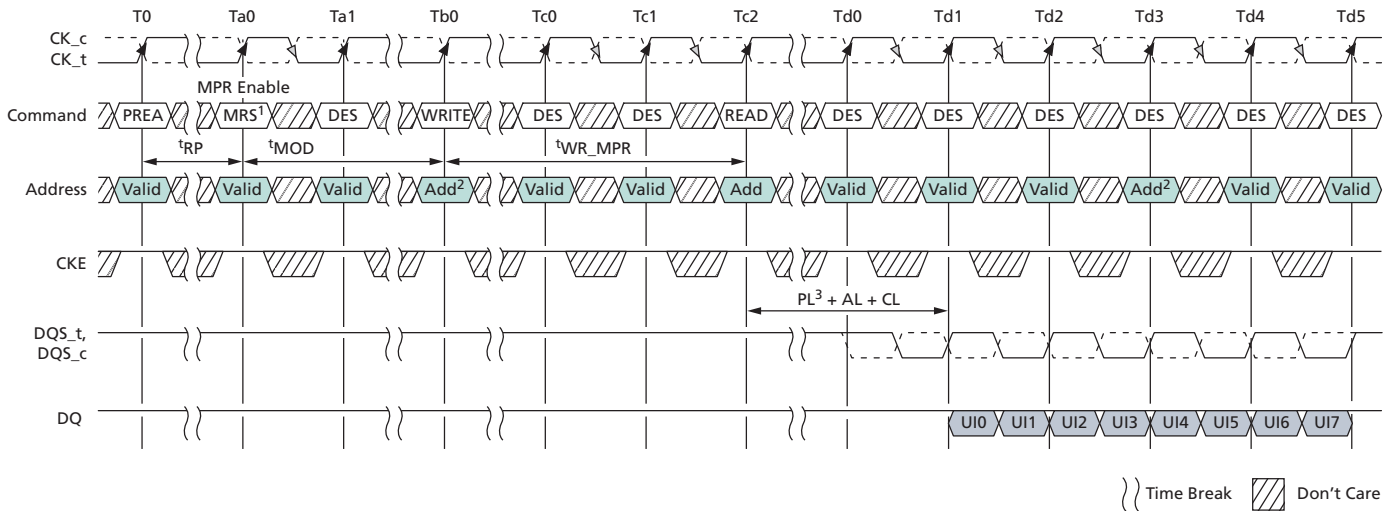 T0 Ta0 Ta1 Tb0 Tc0 Tc1 Tc2 Td0 Td1 Td2 Td3 Td4 Td5
CK_c
CK_t
MPR Enable
Command PREA MRS¹ DES WRITE DES DES READ DES DES DES DES DES DES
tRP tMOD tWR_MPR
Address Valid Valid Valid Add² Valid Valid Add Valid Valid Valid Add² Valid Valid
CKE
PL³ + AL + CL
DQS_t,
DQS_c
DQ UI0 UI1 UI2 UI3 UI4 UI5 UI6 UI7
Time Break Don't Care